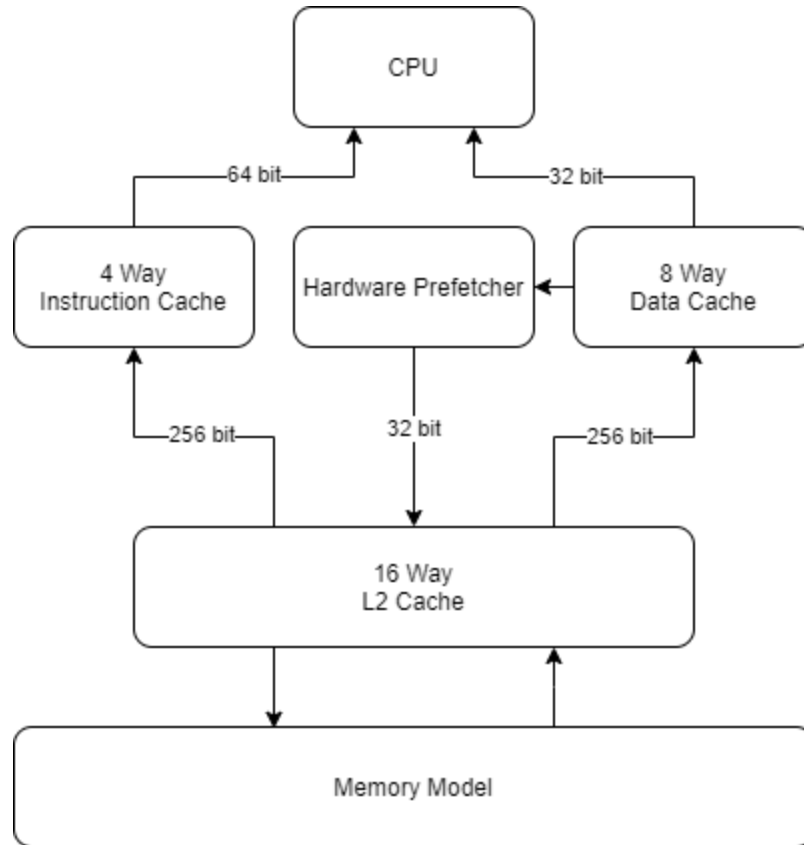 CPU
64 bit
32 bit
4 Way
Instruction Cache
Hardware Prefetcher
8 Way
Data Cache
256 bit
32 bit
256 bit
16 Way
L2 Cache
Memory Model